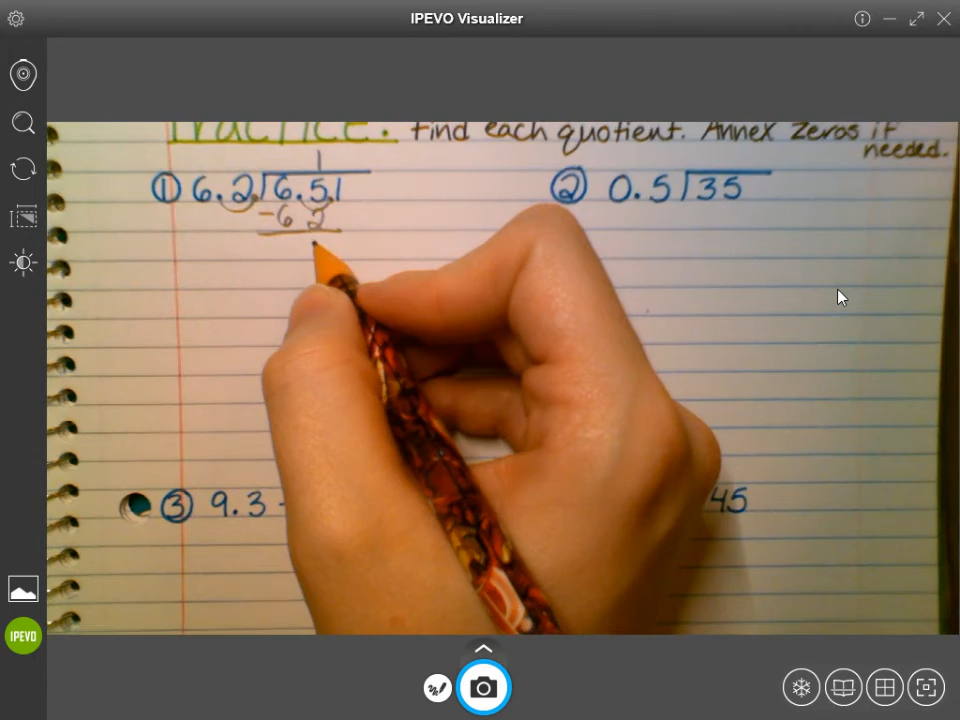 IPEVO Visualizer
Practice: Find each quotient. Annex zeros if
needed.
1
① 6.2)6.51
-6 2
② 0.5)35
③ 9.3
45
IPEVO